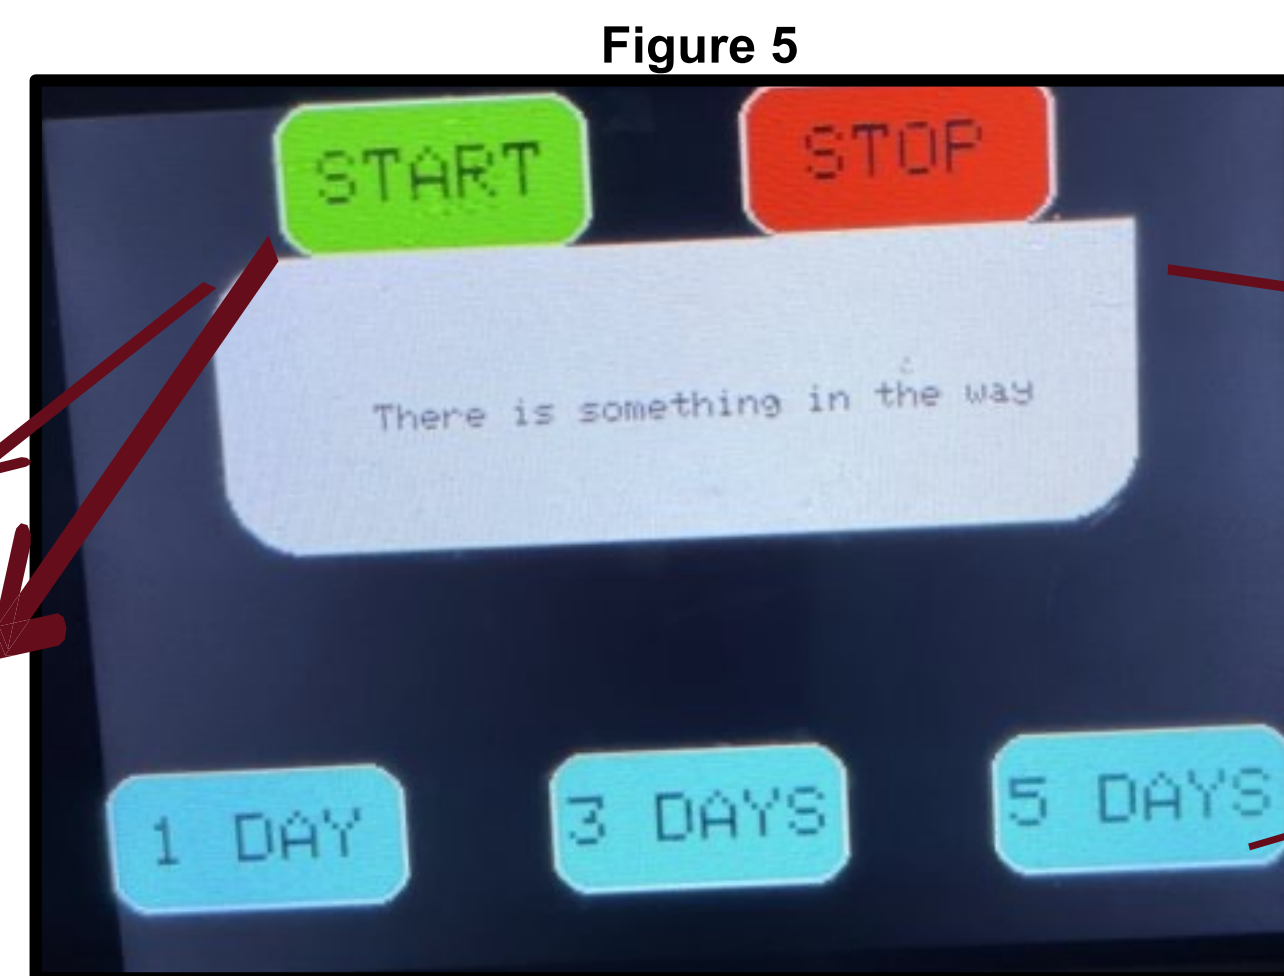 Figure 5
START
STOP
There is something in the way
1 DAY
3 DAYS
5 DAYS